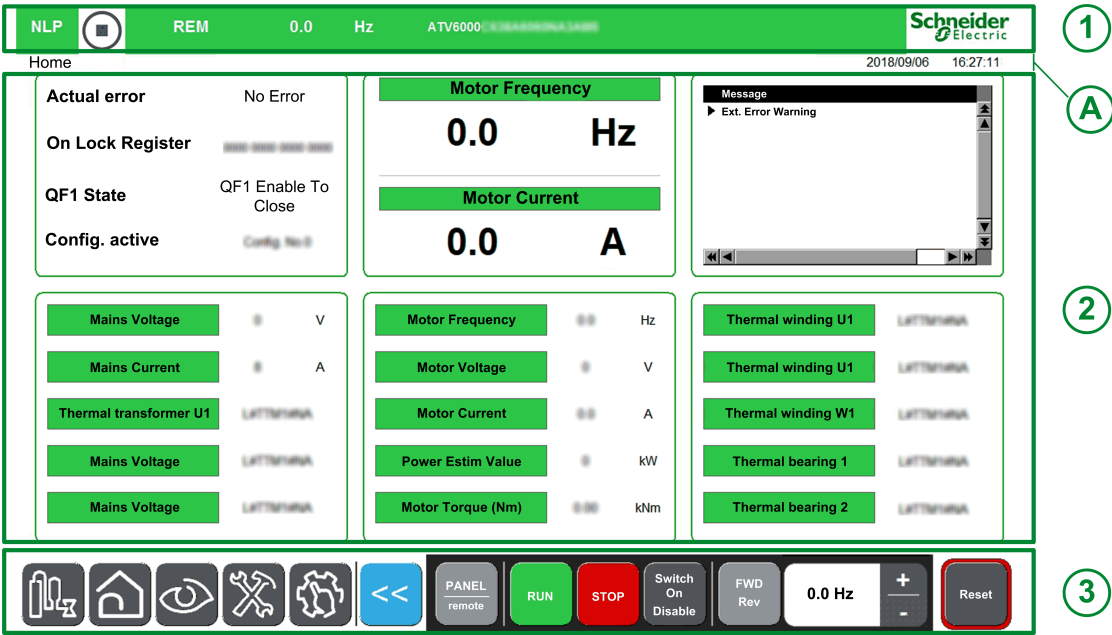 NLP REM 0.0 Hz ATV6000 Schneider Electric
1
Home 2018/09/06 16:27:11
A
Actual error No Error
On Lock Register
QF1 State QF1 Enable To Close
Config. active
Motor Frequency
0.0 Hz
Motor Current
0.0 A
Message
Ext. Error Warning
2
Mains Voltage V
Mains Current A
Thermal transformer U1
Mains Voltage
Mains Voltage
Motor Frequency Hz
Motor Voltage V
Motor Current A
Power Estim Value kW
Motor Torque (Nm) kNm
Thermal winding U1
Thermal winding U1
Thermal winding W1
Thermal bearing 1
Thermal bearing 2
<<
PANEL
remote
RUN
STOP
Switch
On
Disable
FWD
Rev
0.0 Hz
+
-
Reset
3